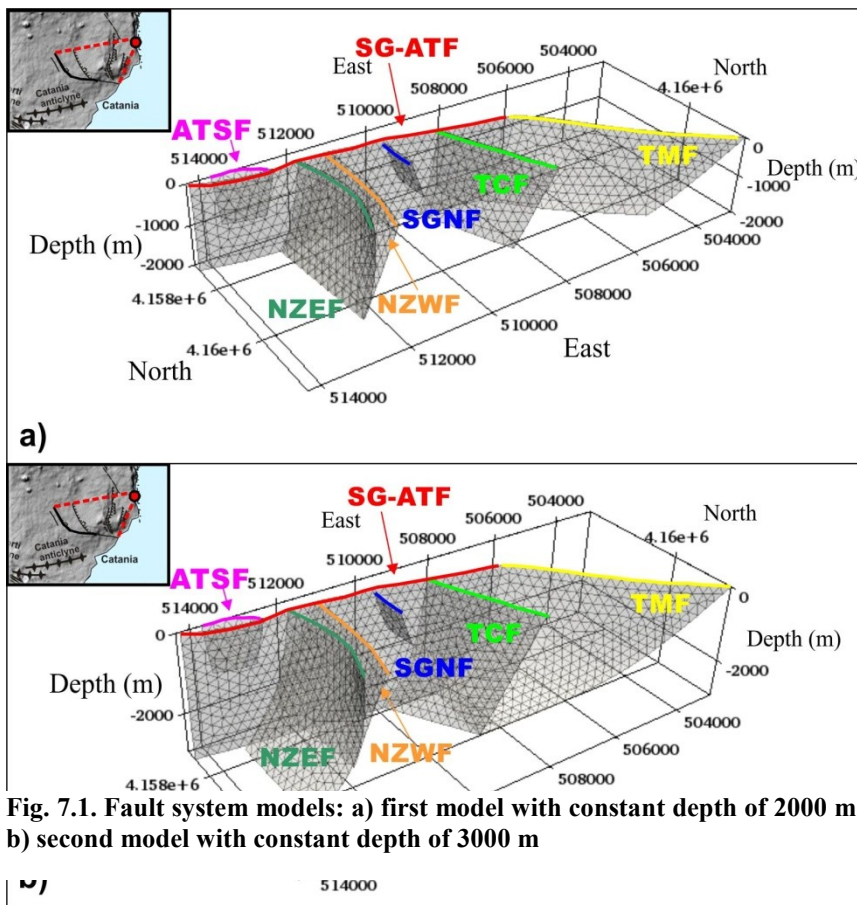 SG-ATF
East
504000
North
506000
4.16e+6
508000
510000
Catania
anticlyne
Catania
ATSF
512000
514000
TMF
0
Depth (m)
-1000
-2000
TCF
0
SGNF
504000
-1000
Depth (m)
506000
-2000
508000
4.158e+6
NZEF
NZWF
510000
East
4.16e+6
512000
North
514000
a)
SG-ATF
East
504000
North
506000
4.16e+6
508000
510000
Catania
anticlyne
Catania
ATSF
512000
514000
TMF
0
TCF
0
Depth (m)
SGNF
-2000
Depth (m)
504000
-2000
506000
NZEF
NZWF
4.158e+6
508000
Fig. 7.1. Fault system models: a) first model with constant depth of 2000 m
b) second model with constant depth of 3000 m
514000